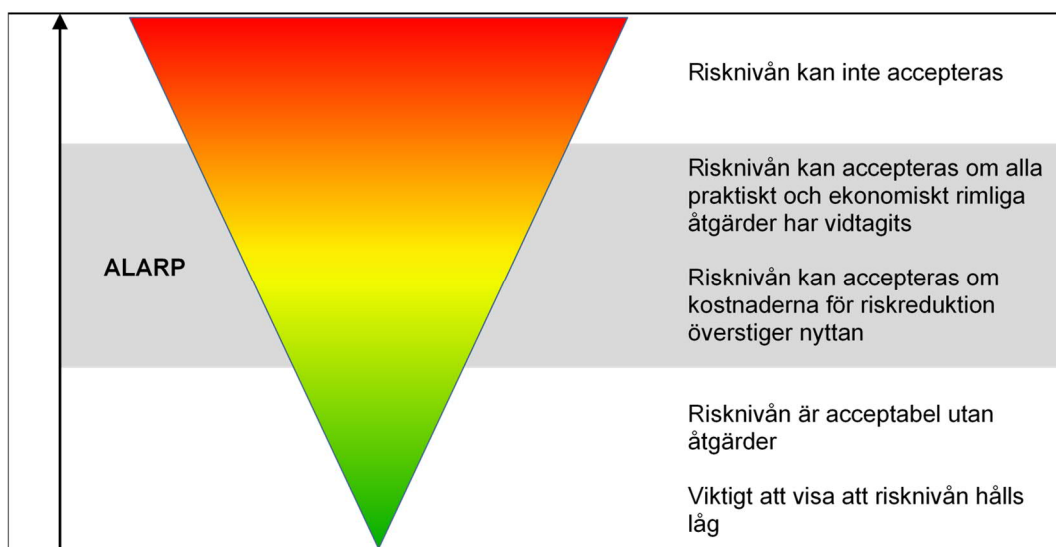 Risknivån kan inte accepteras
Risknivån kan accepteras om alla
praktiskt och ekonomiskt rimliga
åtgärder har vidtagits
ALARP
Risknivån kan accepteras om
kostnaderna för riskreduktion
överstiger nyttan
Risknivån är acceptabel utan
åtgärder
Viktigt att visa att risknivån hålls
låg